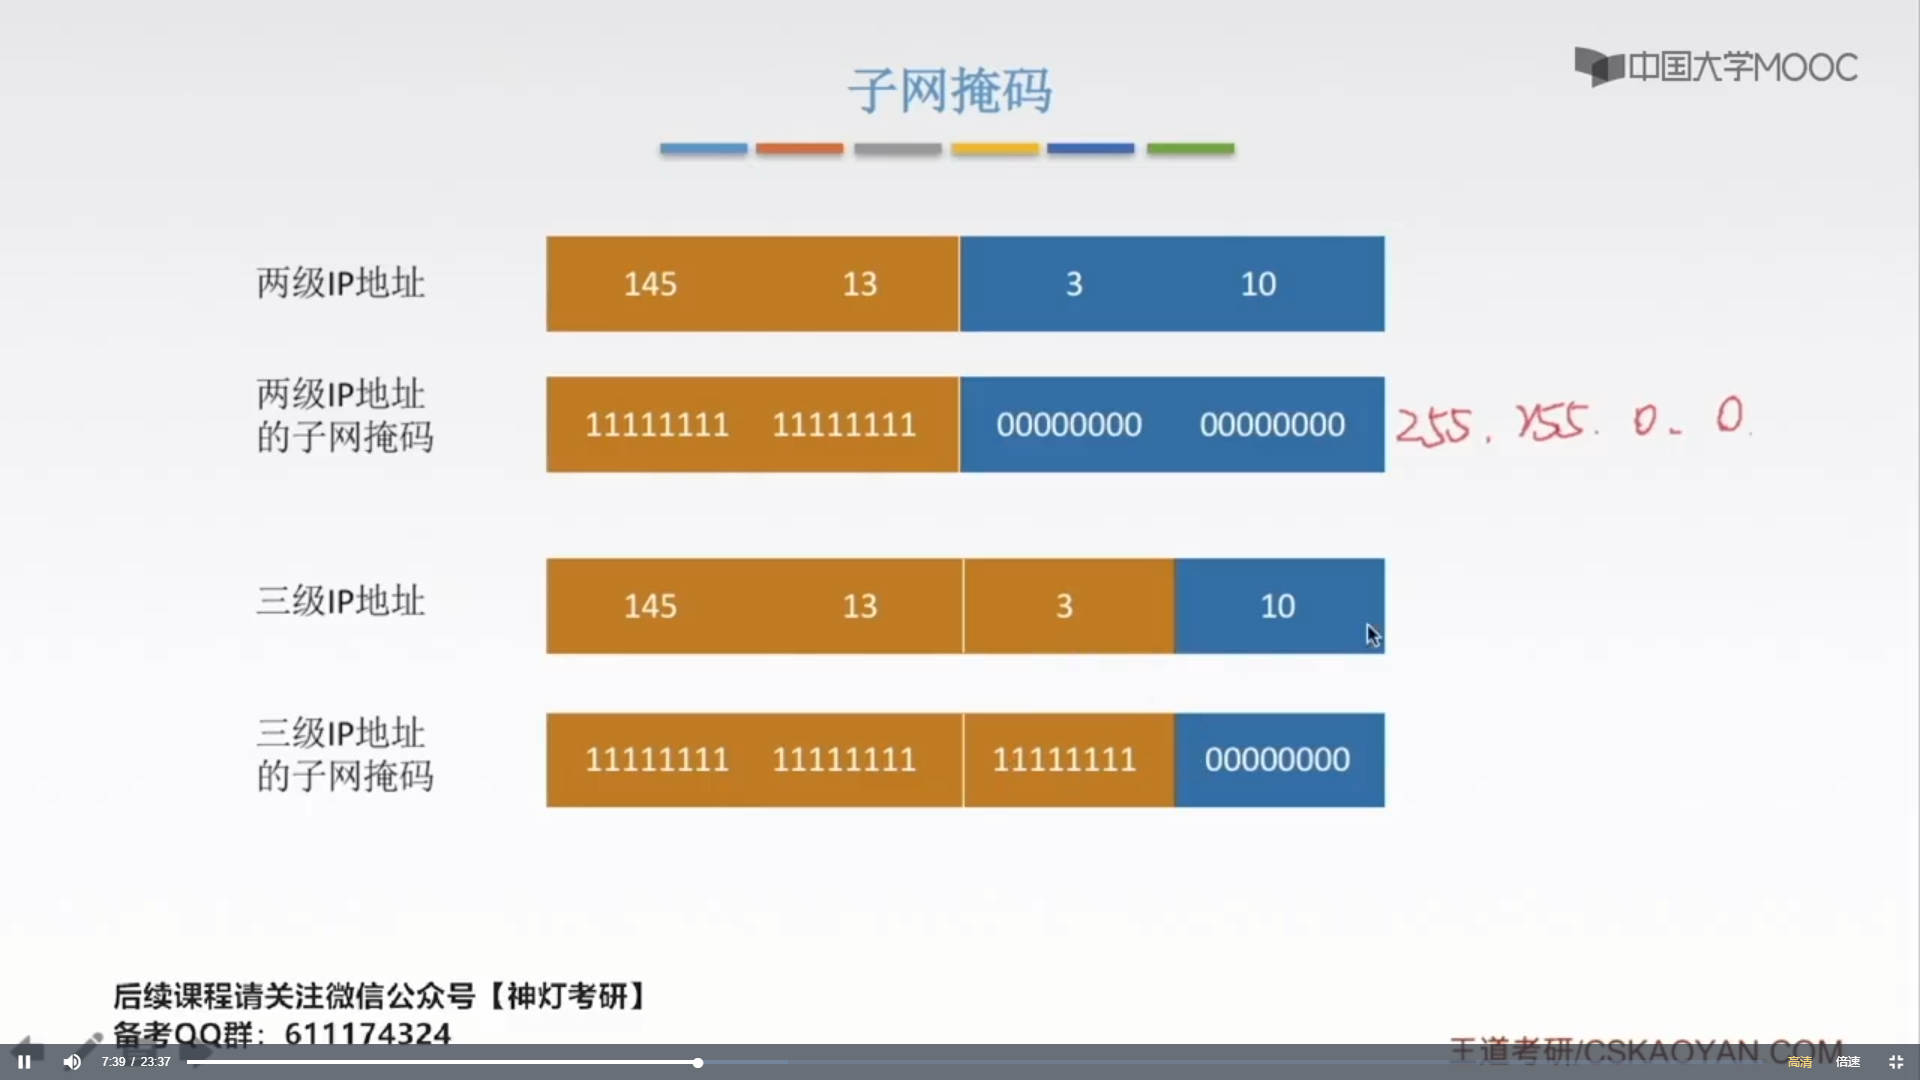 中国大学MOOC
子网掩码
两级IP地址
145 13 3 10
两级IP地址
的子网掩码
11111111 11111111 00000000 00000000
255.255.0.0.
三级IP地址
145 13 3 10
三级IP地址
的子网掩码
11111111 11111111 11111111 00000000
后续课程请关注微信公众号【神灯考研】
备考QQ群：611174324
王道考研/CSKAOYAN.COM
7:39 / 23:37
高清 倍速